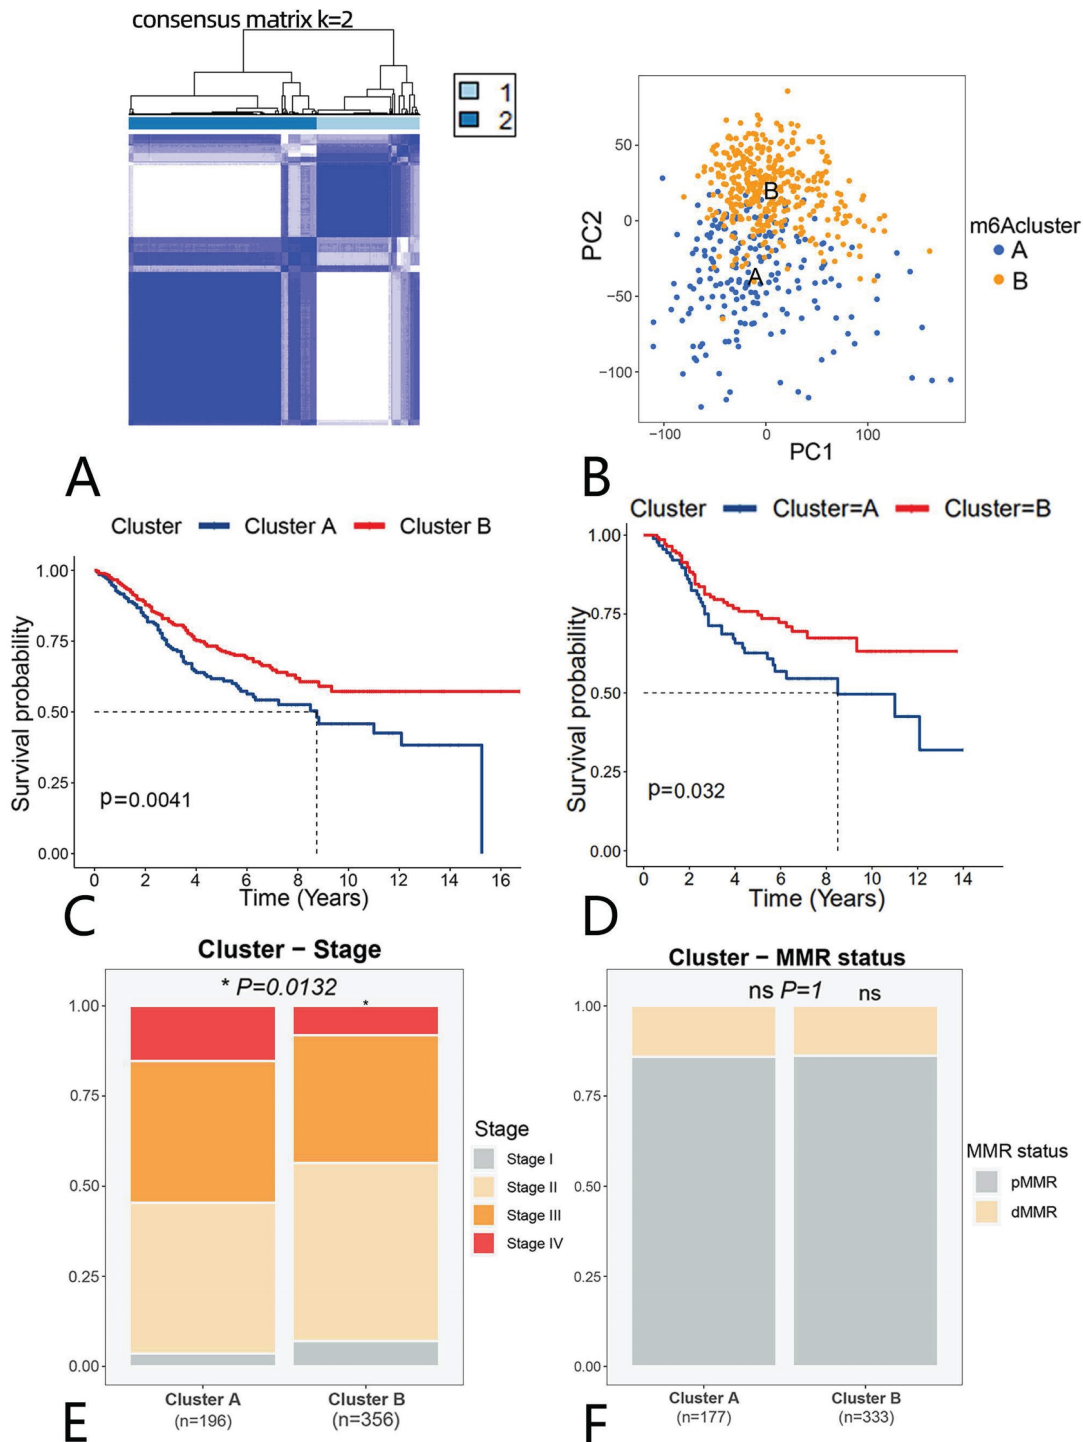 consensus matrix k=2
1
2
A
50
0
−50
−100
PC2
−100 0 100
PC1
m6Acluster
A
B
B
A
B
Cluster Cluster A Cluster B
1.00
0.75
0.50
0.25
0.00
Survival probability
p=0.0041
0 2 4 6 8 10 12 14 16
Time (Years)
C
Cluster Cluster=A Cluster=B
1.00
0.75
0.50
0.25
0.00
Survival probability
p=0.032
0 2 4 6 8 10 12 14
Time (Years)
D
Cluster − Stage
* P=0.0132
*
1.00
0.75
0.50
0.25
0.00
Cluster A Cluster B
(n=196) (n=356)
Stage
Stage I
Stage II
Stage III
Stage IV
E
Cluster − MMR status
ns P=1 ns
1.00
0.75
0.50
0.25
0.00
Cluster A Cluster B
(n=177) (n=333)
MMR status
pMMR
dMMR
F